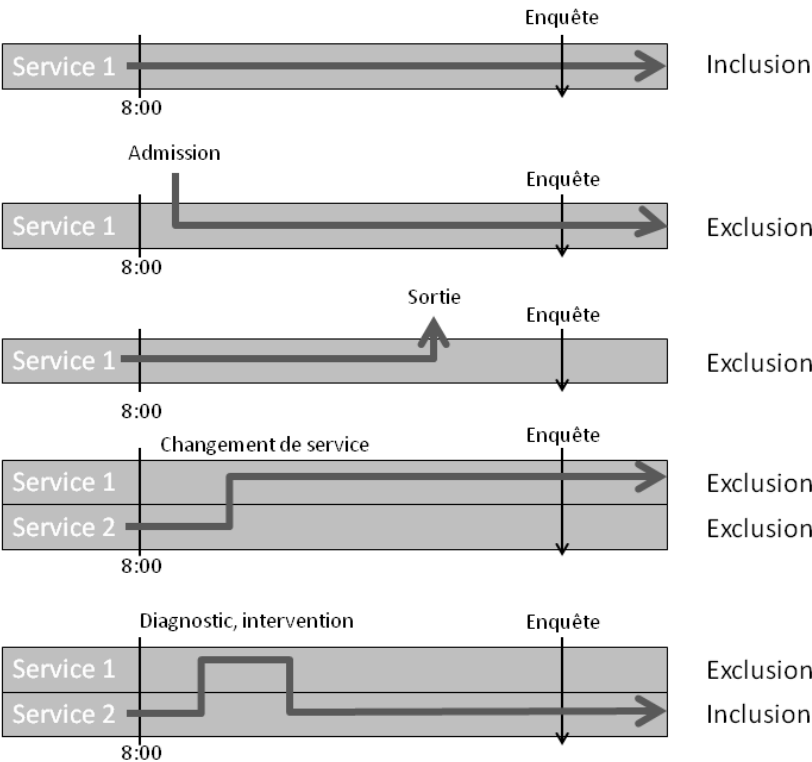 Enquête
Service 1 Inclusion
8:00
Admission
Enquête
Service 1 Exclusion
8:00
Sortie
Enquête
Service 1 Exclusion
8:00
Changement de service Enquête
Service 1 Exclusion
Service 2 Exclusion
8:00
Diagnostic, intervention Enquête
Service 1 Exclusion
Service 2 Inclusion
8:00